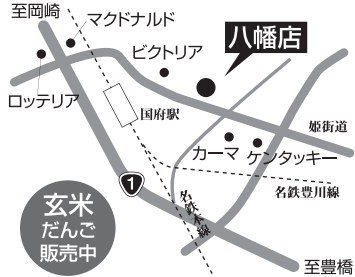 至岡崎
マクドナルド
ビクトリア
八幡店
ロッテリア
国府駅
姫街道
カーマ
ケンタッキー
1
名鉄本線
名鉄豊川線
玄米
だんご
販売中
至豊橋